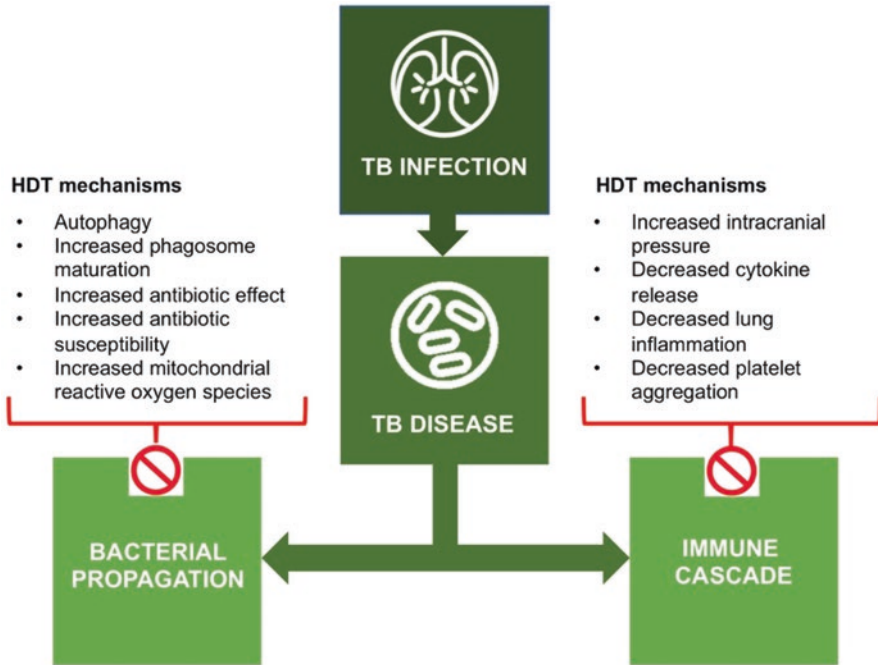 TB INFECTION
HDT mechanisms
• Autophagy
• Increased phagosome
maturation
• Increased antibiotic effect
• Increased antibiotic
susceptibility
• Increased mitochondrial
reactive oxygen species
HDT mechanisms
• Increased intracranial
pressure
• Decreased cytokine
release
• Decreased lung
inflammation
• Decreased platelet
aggregation
TB DISEASE
BACTERIAL
PROPAGATION
IMMUNE
CASCADE